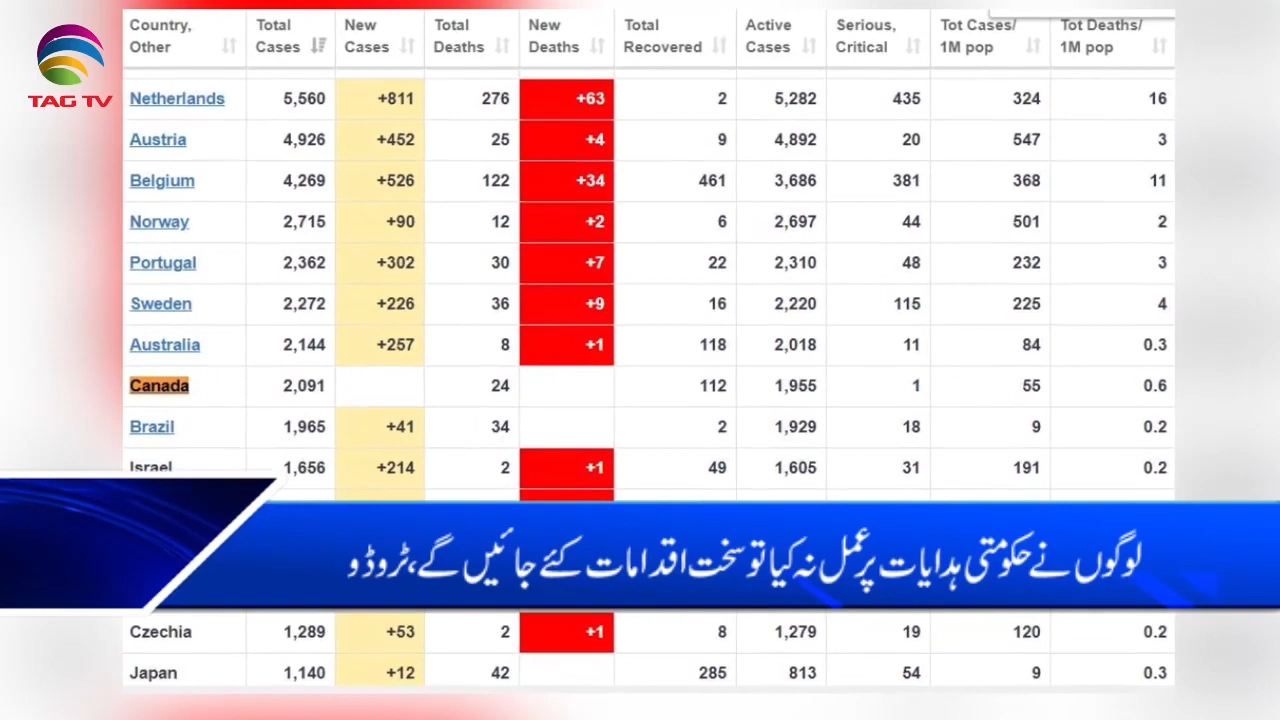 TAG TV
Country, Other Total Cases New Cases Total Deaths New Deaths Total Recovered Active Cases Serious, Critical Tot Cases/ 1M pop Tot Deaths/ 1M pop
Netherlands 5,560 +811 276 +63 2 5,282 435 324 16
Austria 4,926 +452 25 +4 9 4,892 20 547 3
Belgium 4,269 +526 122 +34 461 3,686 381 368 11
Norway 2,715 +90 12 +2 6 2,697 44 501 2
Portugal 2,362 +302 30 +7 22 2,310 48 232 3
Sweden 2,272 +226 36 +9 16 2,220 115 225 4
Australia 2,144 +257 8 +1 118 2,018 11 84 0.3
Canada 2,091 24 112 1,955 1 55 0.6
Brazil 1,965 +41 34 2 1,929 18 9 0.2
Israel 1,656 +214 2 +1 49 1,605 31 191 0.2
لوگوں نے حکومتی ہدایات پر عمل نہ کیا تو سخت اقدامات کئے جائیں گے، ٹروڈو
Czechia 1,289 +53 2 +1 8 1,279 19 120 0.2
Japan 1,140 +12 42 285 813 54 9 0.3